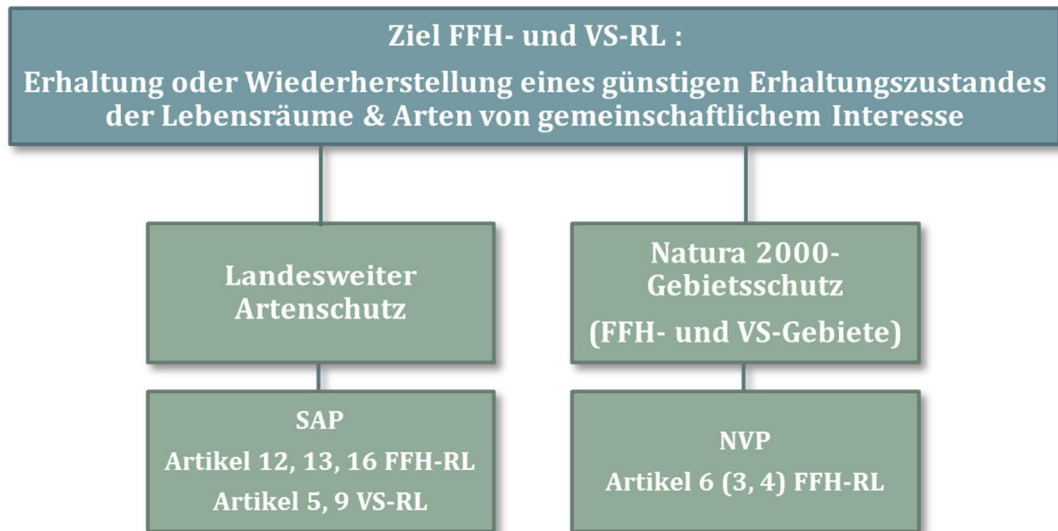 Ziel FFH- und VS-RL :
Erhaltung oder Wiederherstellung eines günstigen Erhaltungszustandes
der Lebensräume & Arten von gemeinschaftlichem Interesse
Landesweiter
Artenschutz
Natura 2000-
Gebietsschutz
(FFH- und VS-Gebiete)
SAP
Artikel 12, 13, 16 FFH-RL
Artikel 5, 9 VS-RL
NVP
Artikel 6 (3, 4) FFH-RL